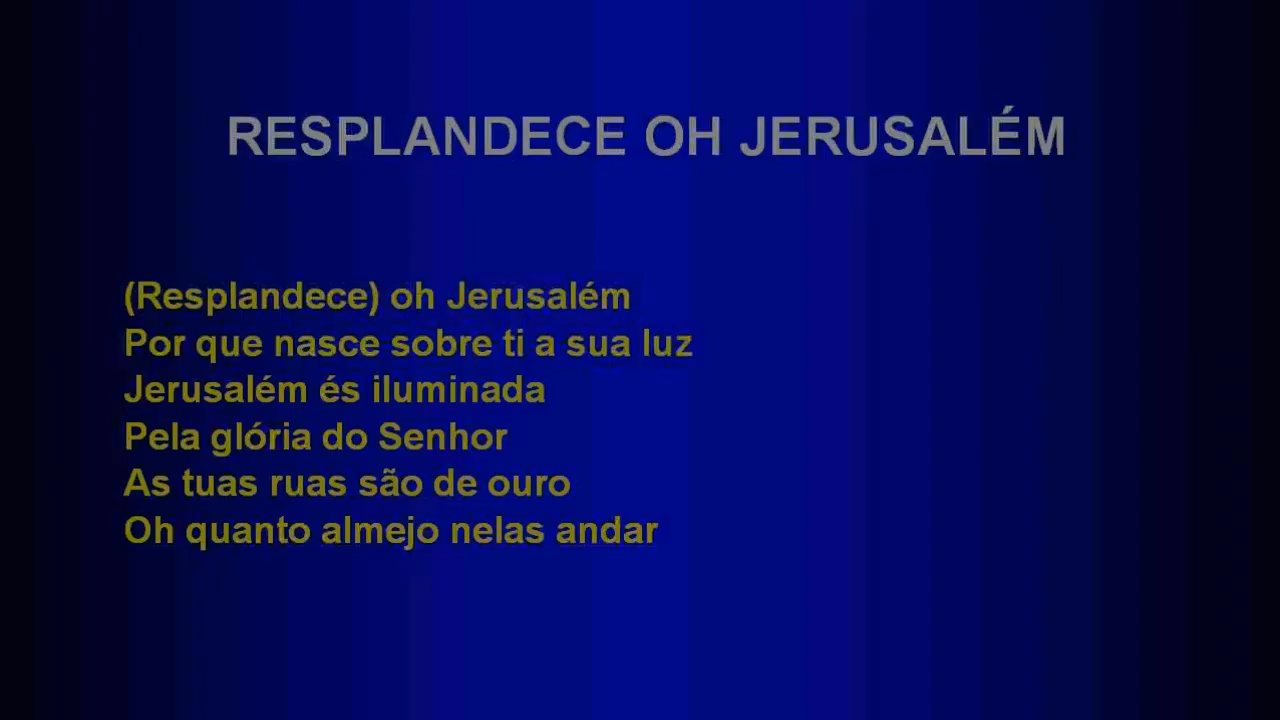 RESPLANDECE OH JERUSALÉM
(Resplandece) oh Jerusalém
Por que nasce sobre ti a sua luz
Jerusalém és iluminada
Pela glória do Senhor
As tuas ruas são de ouro
Oh quanto almejo nelas andar